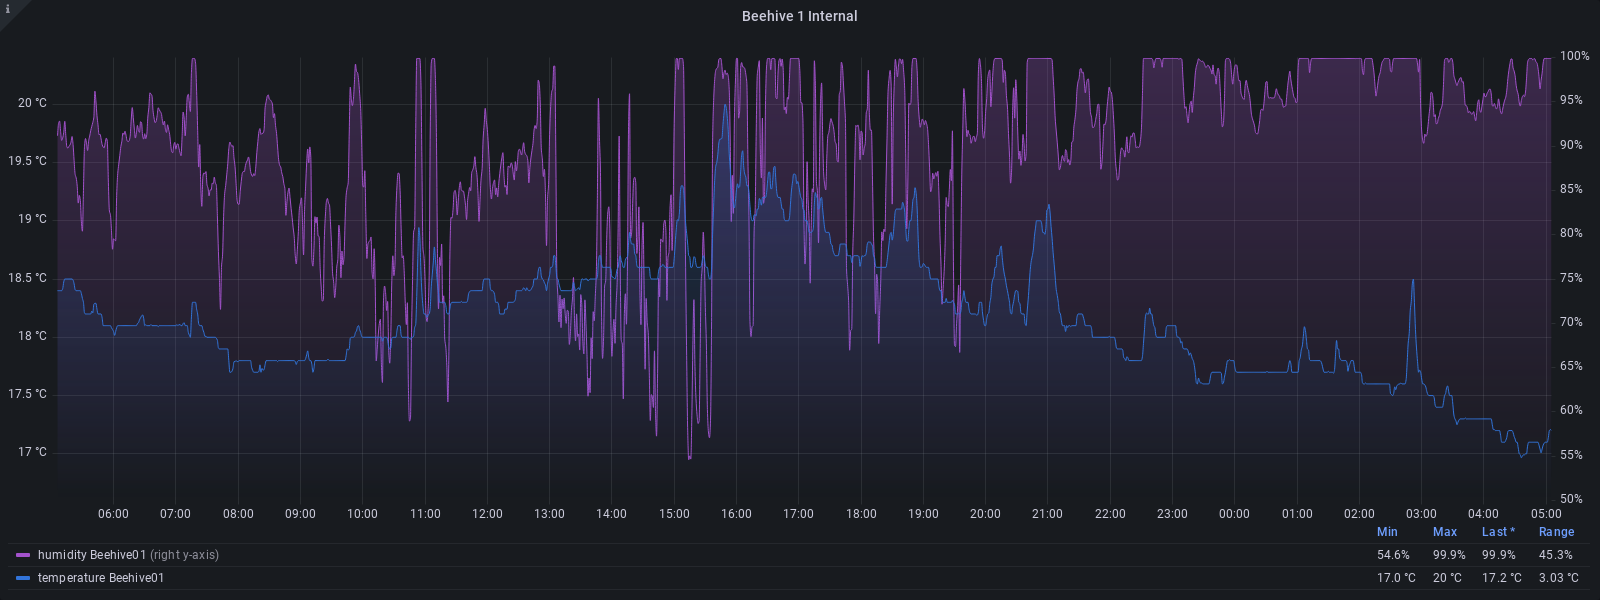 i
Beehive 1 Internal
20 °C
19.5 °C
19 °C
18.5 °C
18 °C
17.5 °C
17 °C
100%
95%
90%
85%
80%
75%
70%
65%
60%
55%
50%
06:00 07:00 08:00 09:00 10:00 11:00 12:00 13:00 14:00 15:00 16:00 17:00 18:00 19:00 20:00 21:00 22:00 23:00 00:00 01:00 02:00 03:00 04:00 05:00
Min Max Last * Range
humidity Beehive01 (right y-axis) 54.6% 99.9% 99.9% 45.3%
temperature Beehive01 17.0 °C 20 °C 17.2 °C 3.03 °C